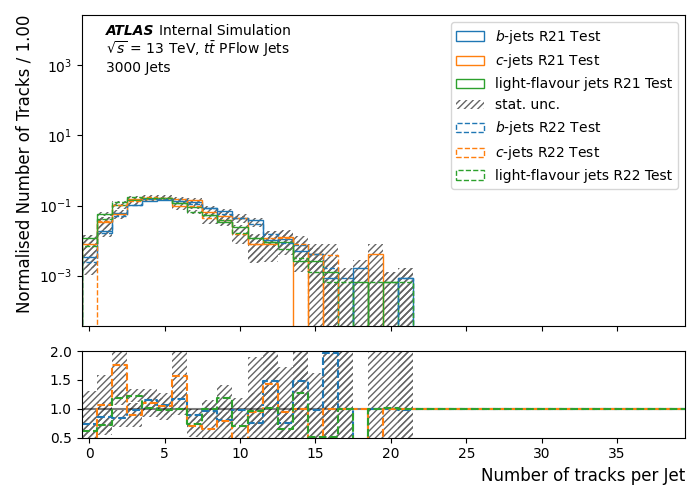 ATLAS Internal Simulation
√s = 13 TeV, tt̄ PFlow Jets
3000 Jets
b-jets R21 Test
c-jets R21 Test
light-flavour jets R21 Test
stat. unc.
b-jets R22 Test
c-jets R22 Test
light-flavour jets R22 Test
Normalised Number of Tracks / 1.00
10³
10¹
10⁻¹
10⁻³
2.0
1.5
1.0
0.5
0 5 10 15 20 25 30 35
Number of tracks per Jet